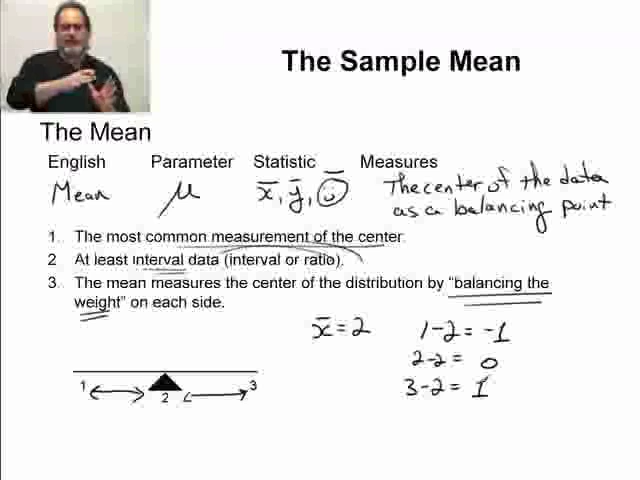 The Sample Mean
The Mean
English Parameter Statistic Measures
Mean μ x̄, ȳ, ☺̄ The center of the data
as a balancing point
1. The most common measurement of the center
2 At least interval data (interval or ratio).
3. The mean measures the center of the distribution by “balancing the
weight” on each side.
x̄ = 2 1-2 = -1
2-2 = 0
3-2 = 1
1 2 3